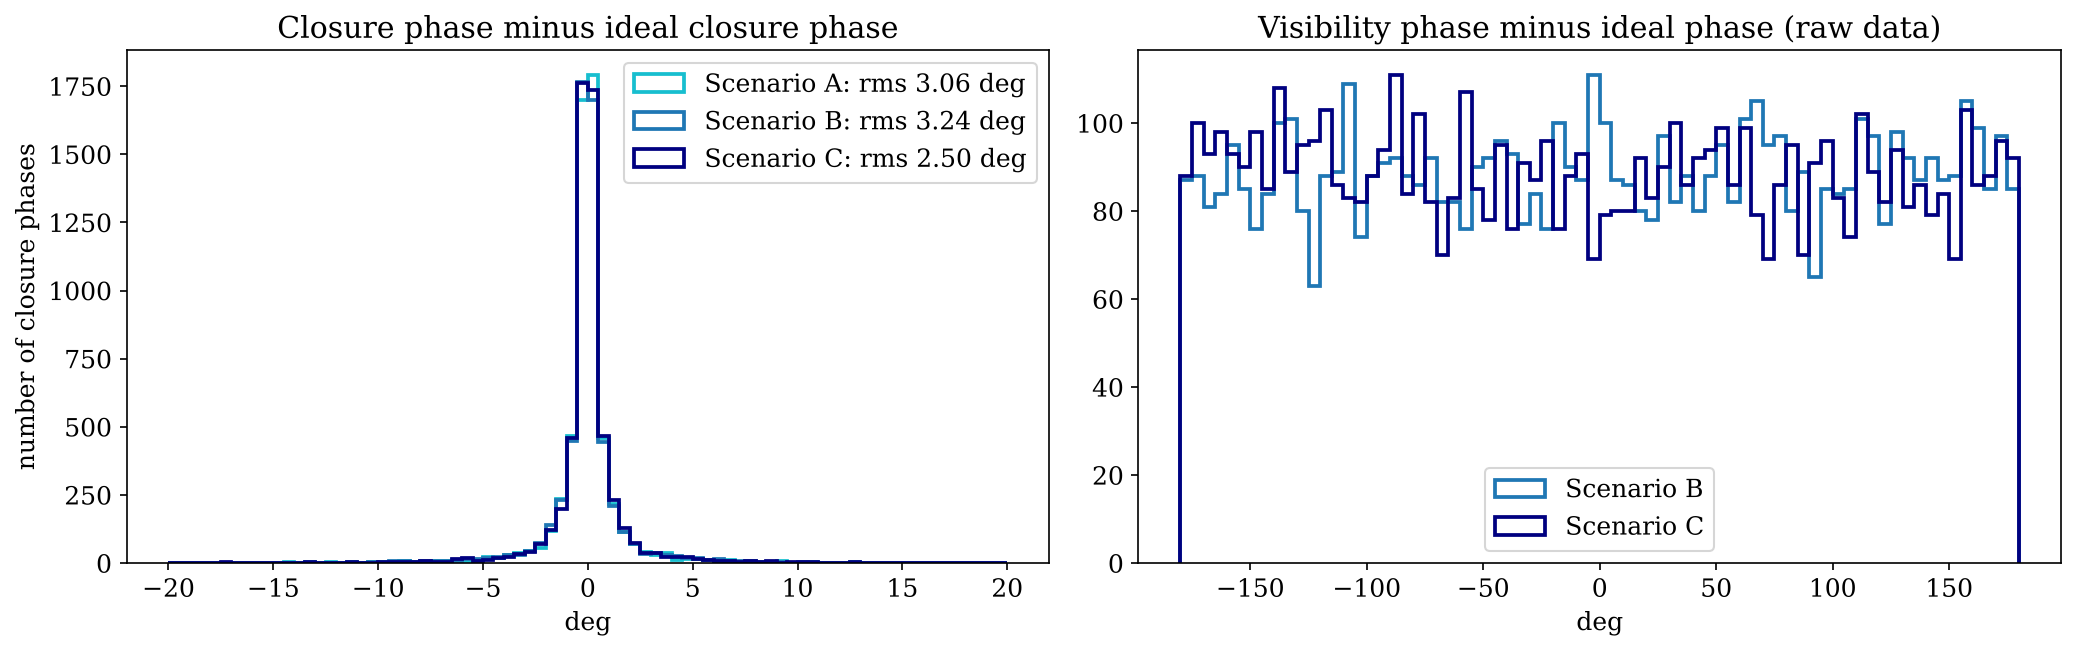 Closure phase minus ideal closure phase
number of closure phases
1750
1500
1250
1000
750
500
250
0
Scenario A: rms 3.06 deg
Scenario B: rms 3.24 deg
Scenario C: rms 2.50 deg
−20 −15 −10 −5 0 5 10 15 20
deg
Visibility phase minus ideal phase (raw data)
100
80
60
40
20
0
Scenario B
Scenario C
−150 −100 −50 0 50 100 150
deg